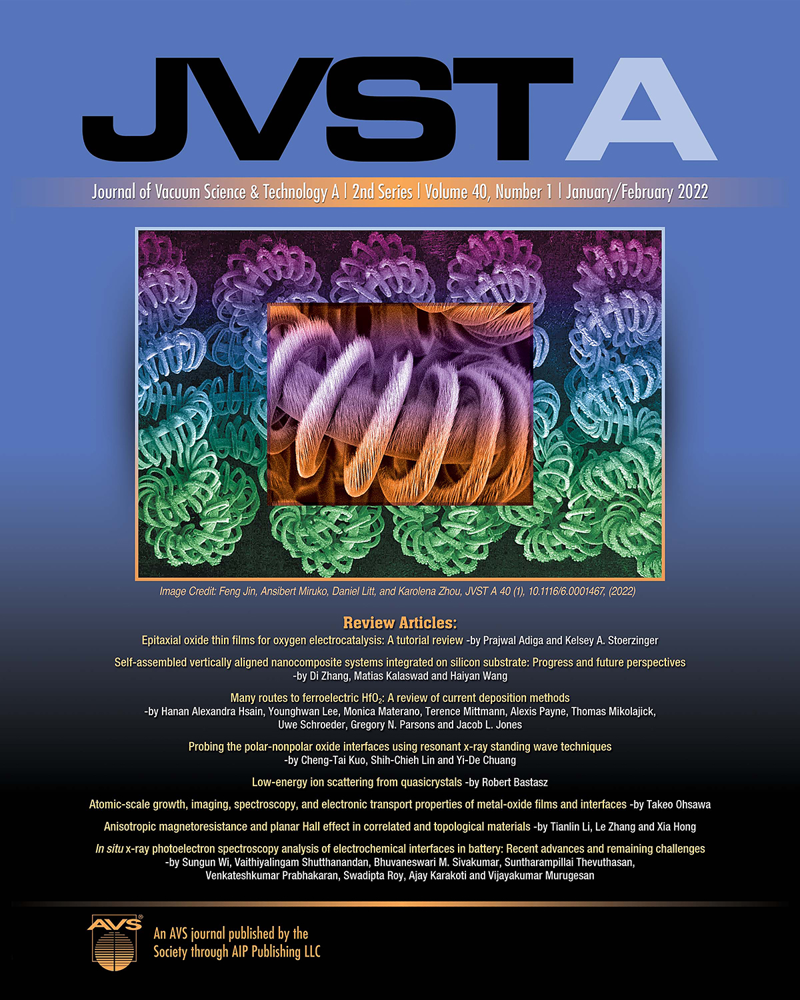 JVST A
Journal of Vacuum Science & Technology A | 2nd Series | Volume 40, Number 1 | January/February 2022
Image Credit: Feng Jin, Ansibert Miruko, Daniel Litt, and Karolena Zhou, JVST A 40 (1), 10.1116/6.0001467, (2022)
Review Articles:
Epitaxial oxide thin films for oxygen electrocatalysis: A tutorial review -by Prajwal Adiga and Kelsey A. Stoerzinger
Self-assembled vertically aligned nanocomposite systems integrated on silicon substrate: Progress and future perspectives
-by Di Zhang, Matias Kalaswad and Haiyan Wang
Many routes to ferroelectric HfO₂: A review of current deposition methods
-by Hanan Alexandra Hsain, Younghwan Lee, Monica Materano, Terence Mittmann, Alexis Payne, Thomas Mikolajick,
Uwe Schroeder, Gregory N. Parsons and Jacob L. Jones
Probing the polar-nonpolar oxide interfaces using resonant x-ray standing wave techniques
-by Cheng-Tai Kuo, Shih-Chieh Lin and Yi-De Chuang
Low-energy ion scattering from quasicrystals -by Robert Bastasz
Atomic-scale growth, imaging, spectroscopy, and electronic transport properties of metal-oxide films and interfaces -by Takeo Ohsawa
Anisotropic magnetoresistance and planar Hall effect in correlated and topological materials -by Tianlin Li, Le Zhang and Xia Hong
In situ x-ray photoelectron spectroscopy analysis of electrochemical interfaces in battery: Recent advances and remaining challenges
-by Sungun Wi, Vaithiyalingam Shutthanandan, Bhuvaneswari M. Sivakumar, Suntharampillai Thevuthasan,
Venkateshkumar Prabhakaran, Swadipta Roy, Ajay Karakoti and Vijayakumar Murugesan
AVS®
An AVS journal published by the
Society through AIP Publishing LLC